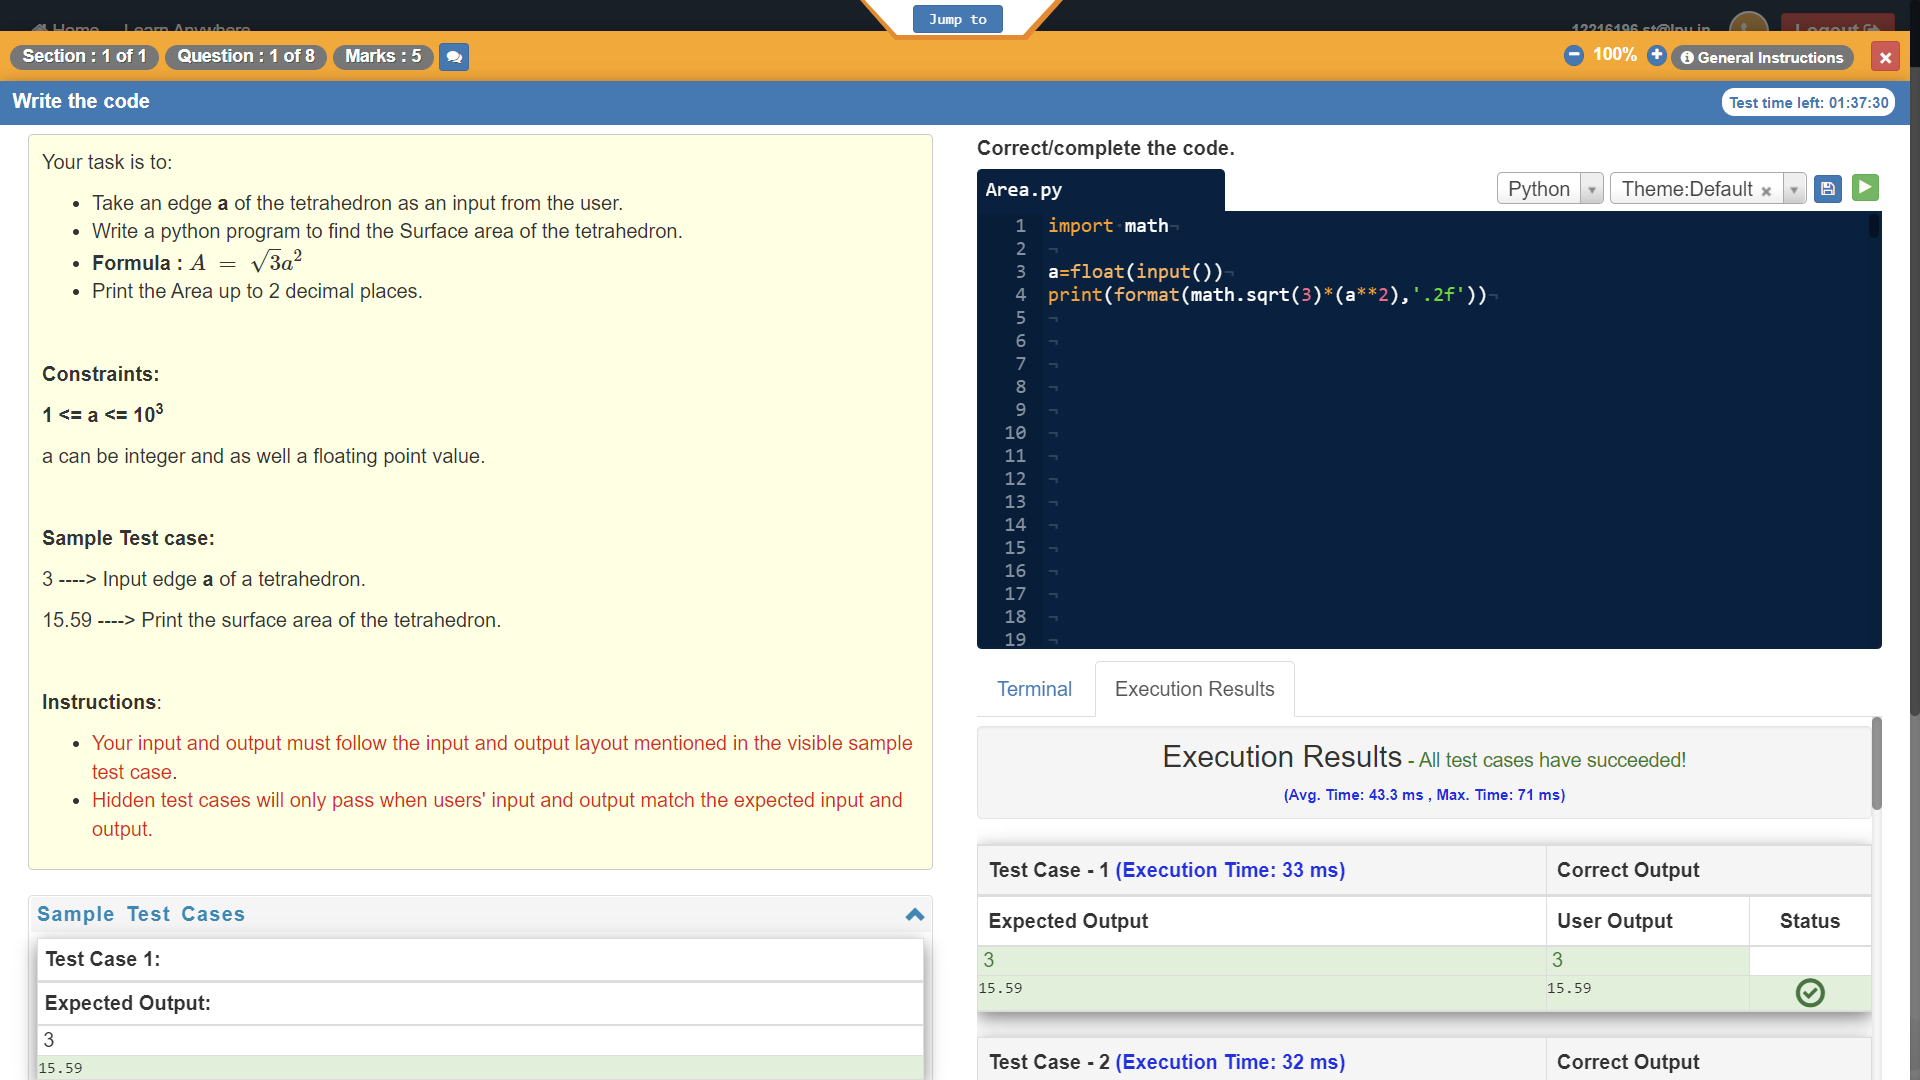 Home Learn Anywhere
Jump to
12216196.st@lpu.in
Logout
Section : 1 of 1 Question : 1 of 8 Marks : 5
100% General Instructions
Write the code
Test time left: 01:37:30
Your task is to:
Take an edge a of the tetrahedron as an input from the user.
Write a python program to find the Surface area of the tetrahedron.
Formula : A = √3a²
Print the Area up to 2 decimal places.
Constraints:
1 <= a <= 10³
a can be integer and as well a floating point value.
Sample Test case:
3 ----> Input edge a of a tetrahedron.
15.59 ----> Print the surface area of the tetrahedron.
Instructions:
Your input and output must follow the input and output layout mentioned in the visible sample
test case.
Hidden test cases will only pass when users' input and output match the expected input and
output.
Sample Test Cases
Test Case 1:
Expected Output:
3
15.59
Correct/complete the code.
Area.py
Python Theme:Default ×
1 import math
2
3 a=float(input())
4 print(format(math.sqrt(3)*(a**2),'.2f'))
5
6
7
8
9
10
11
12
13
14
15
16
17
18
19
Terminal Execution Results
Execution Results - All test cases have succeeded!
(Avg. Time: 43.3 ms , Max. Time: 71 ms)
Test Case - 1 (Execution Time: 33 ms) Correct Output
Expected Output User Output Status
3 3
15.59 15.59
Test Case - 2 (Execution Time: 32 ms) Correct Output